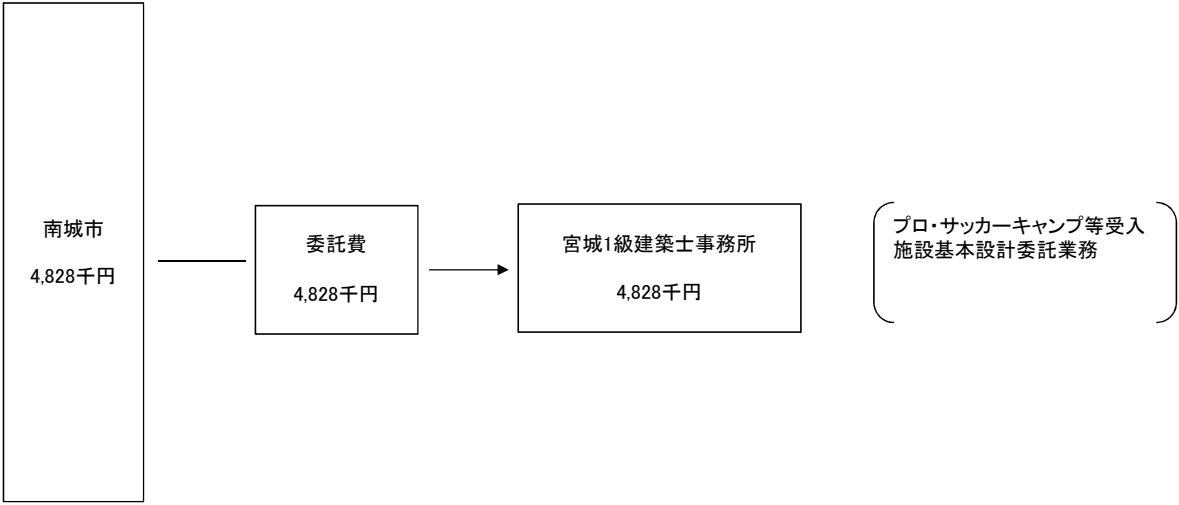 南城市
4,828千円
委託費
4,828千円
宮城1級建築士事務所
4,828千円
プロ・サッカーキャンプ等受入
施設基本設計委託業務